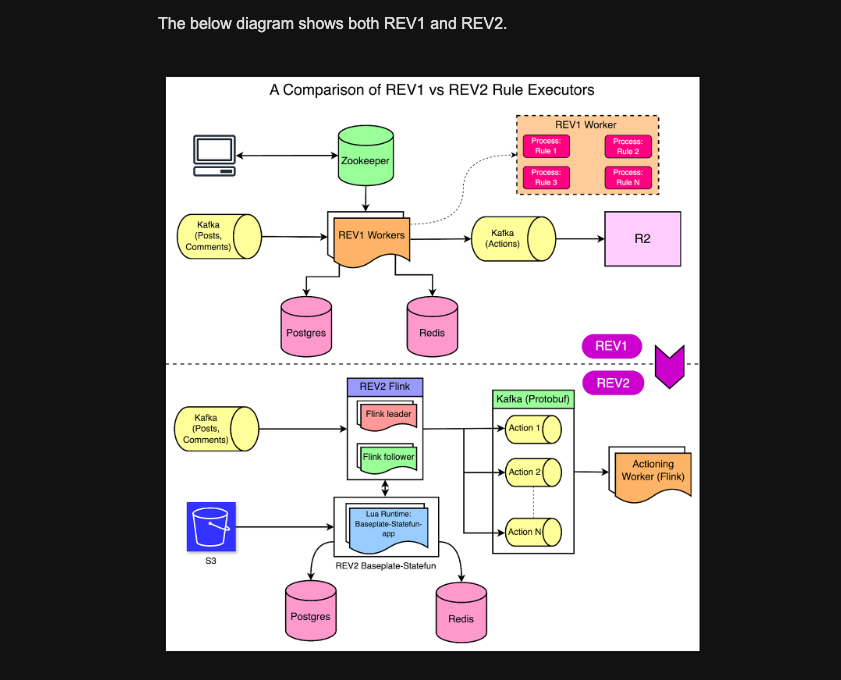 The below diagram shows both REV1 and REV2.
A Comparison of REV1 vs REV2 Rule Executors
REV1 Worker
Process:
Rule 1
Process:
Rule 2
Process:
Rule 3
Process:
Rule N
Zookeeper
Kafka
(Posts,
Comments)
REV1 Workers
Kafka
(Actions)
R2
Postgres
Redis
REV1
REV2
REV2 Flink
Flink leader
Flink follower
Kafka
(Posts,
Comments)
Kafka (Protobuf)
Action 1
Action 2
Action N
Actioning
Worker (Flink)
Lua Runtime:
Baseplate-Statefun-
app
S3
REV2 Baseplate-Statefun
Postgres
Redis